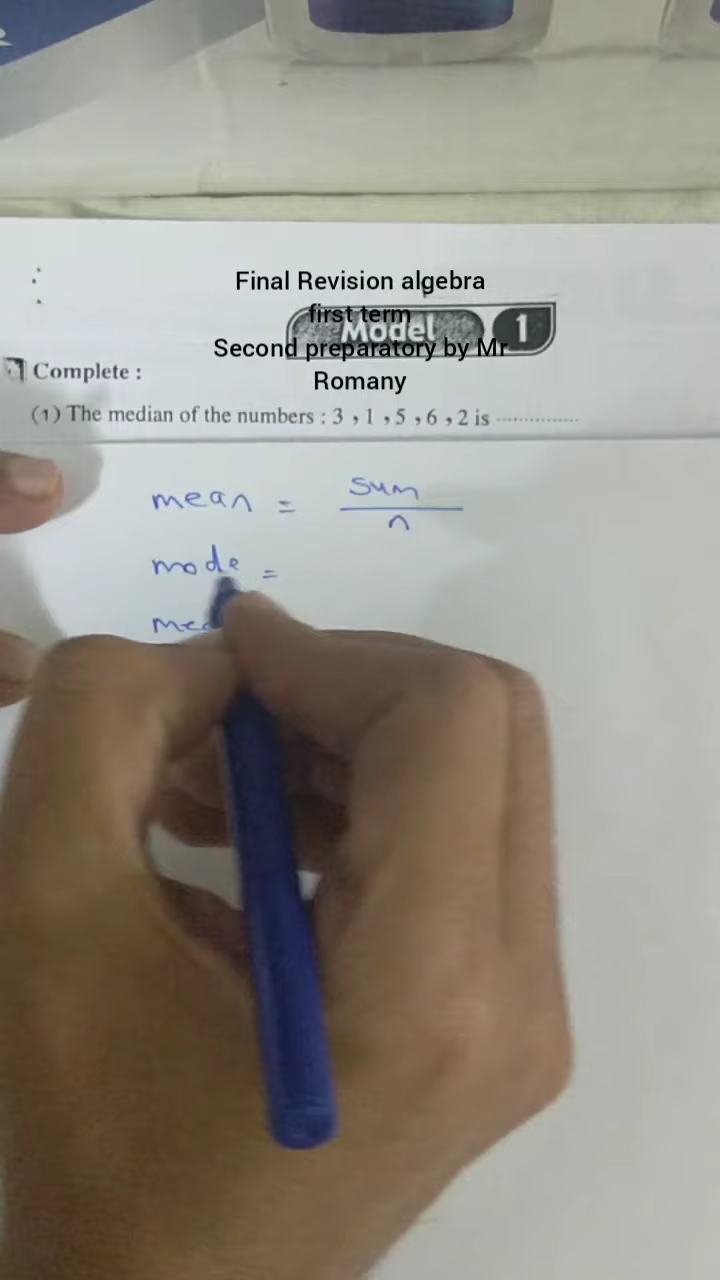 Final Revision algebra
first term
Model 1
Second preparatory by Mr
Romany
Complete :
(1) The median of the numbers : 3 , 1 , 5 , 6 , 2 is ...............
mean = sum / n
mode =